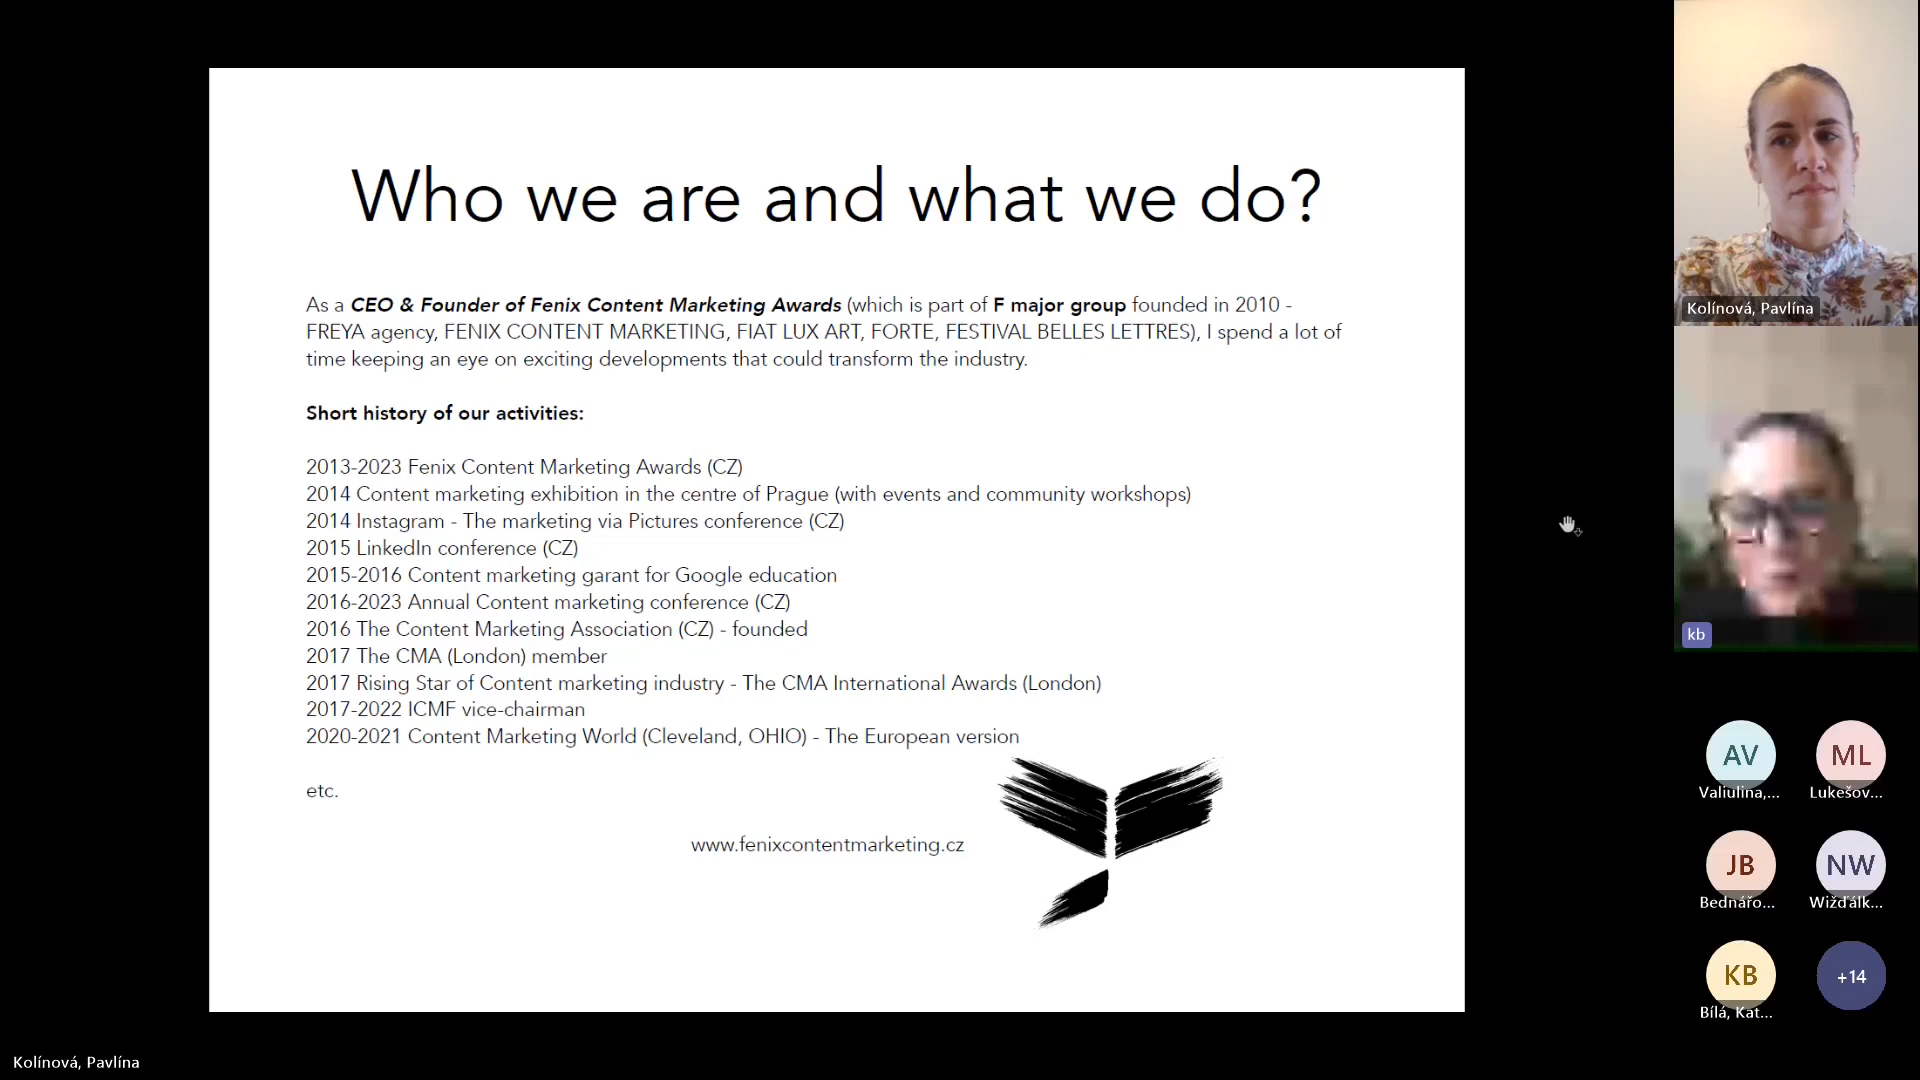 Who we are and what we do?
As a CEO & Founder of Fenix Content Marketing Awards (which is part of F major group founded in 2010 -
FREYA agency, FENIX CONTENT MARKETING, FIAT LUX ART, FORTE, FESTIVAL BELLES LETTRES), I spend a lot of
time keeping an eye on exciting developments that could transform the industry.
Short history of our activities:
2013-2023 Fenix Content Marketing Awards (CZ)
2014 Content marketing exhibition in the centre of Prague (with events and community workshops)
2014 Instagram - The marketing via Pictures conference (CZ)
2015 LinkedIn conference (CZ)
2015-2016 Content marketing garant for Google education
2016-2023 Annual Content marketing conference (CZ)
2016 The Content Marketing Association (CZ) - founded
2017 The CMA (London) member
2017 Rising Star of Content marketing industry - The CMA International Awards (London)
2017-2022 ICMF vice-chairman
2020-2021 Content Marketing World (Cleveland, OHIO) - The European version
etc.
www.fenixcontentmarketing.cz
Kolínová, Pavlína
kb
AV
Valiulina,...
ML
Lukešov...
JB
Bednářo...
NW
Wižďálk...
KB
Bílá, Kat...
+14
Kolínová, Pavlína